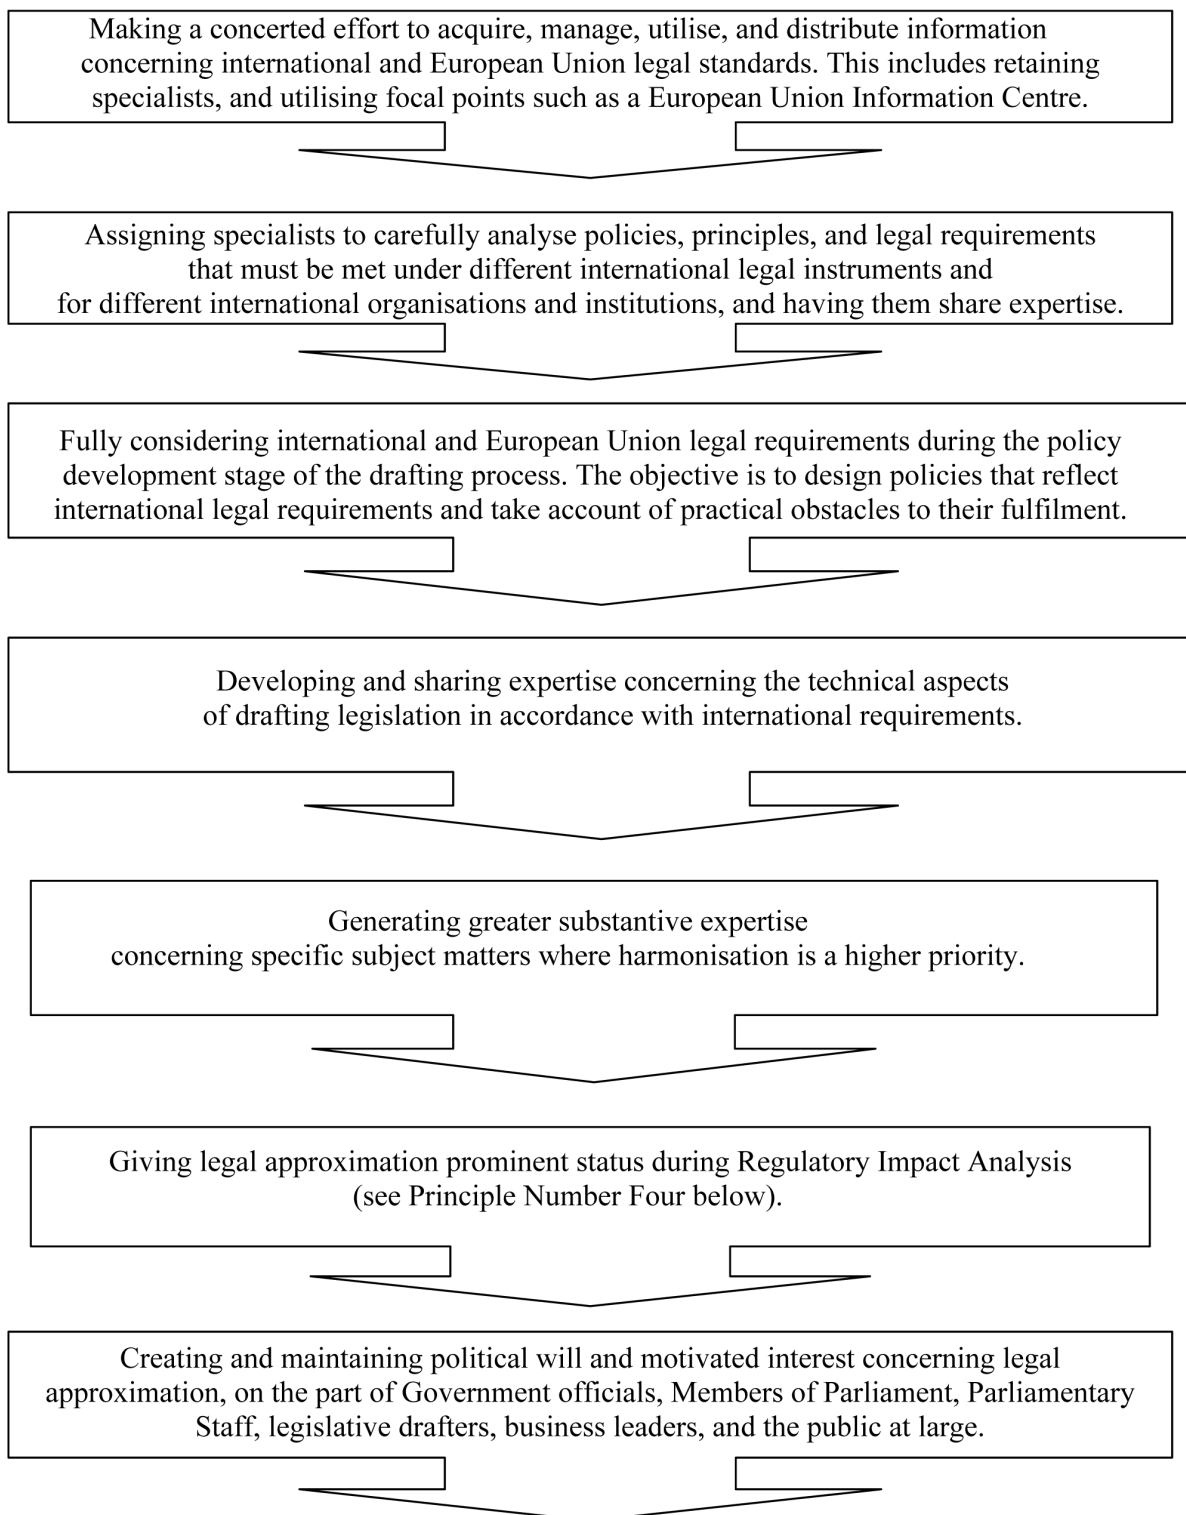 Making a concerted effort to acquire, manage, utilise, and distribute information
concerning international and European Union legal standards. This includes retaining
specialists, and utilising focal points such as a European Union Information Centre.
Assigning specialists to carefully analyse policies, principles, and legal requirements
that must be met under different international legal instruments and
for different international organisations and institutions, and having them share expertise.
Fully considering international and European Union legal requirements during the policy
development stage of the drafting process. The objective is to design policies that reflect
international legal requirements and take account of practical obstacles to their fulfilment.
Developing and sharing expertise concerning the technical aspects
of drafting legislation in accordance with international requirements.
Generating greater substantive expertise
concerning specific subject matters where harmonisation is a higher priority.
Giving legal approximation prominent status during Regulatory Impact Analysis
(see Principle Number Four below).
Creating and maintaining political will and motivated interest concerning legal
approximation, on the part of Government officials, Members of Parliament, Parliamentary
Staff, legislative drafters, business leaders, and the public at large.